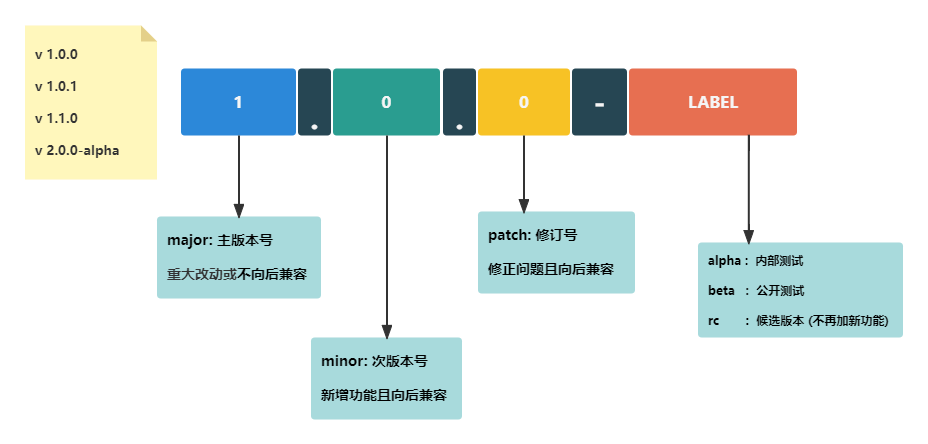 v 1.0.0
v 1.0.1
v 1.1.0
v 2.0.0-alpha
1 . 0 . 0 - LABEL
major: 主版本号
重大改动或不向后兼容
minor: 次版本号
新增功能且向后兼容
patch: 修订号
修正问题且向后兼容
alpha : 内部测试
beta : 公开测试
rc : 候选版本 (不再加新功能)